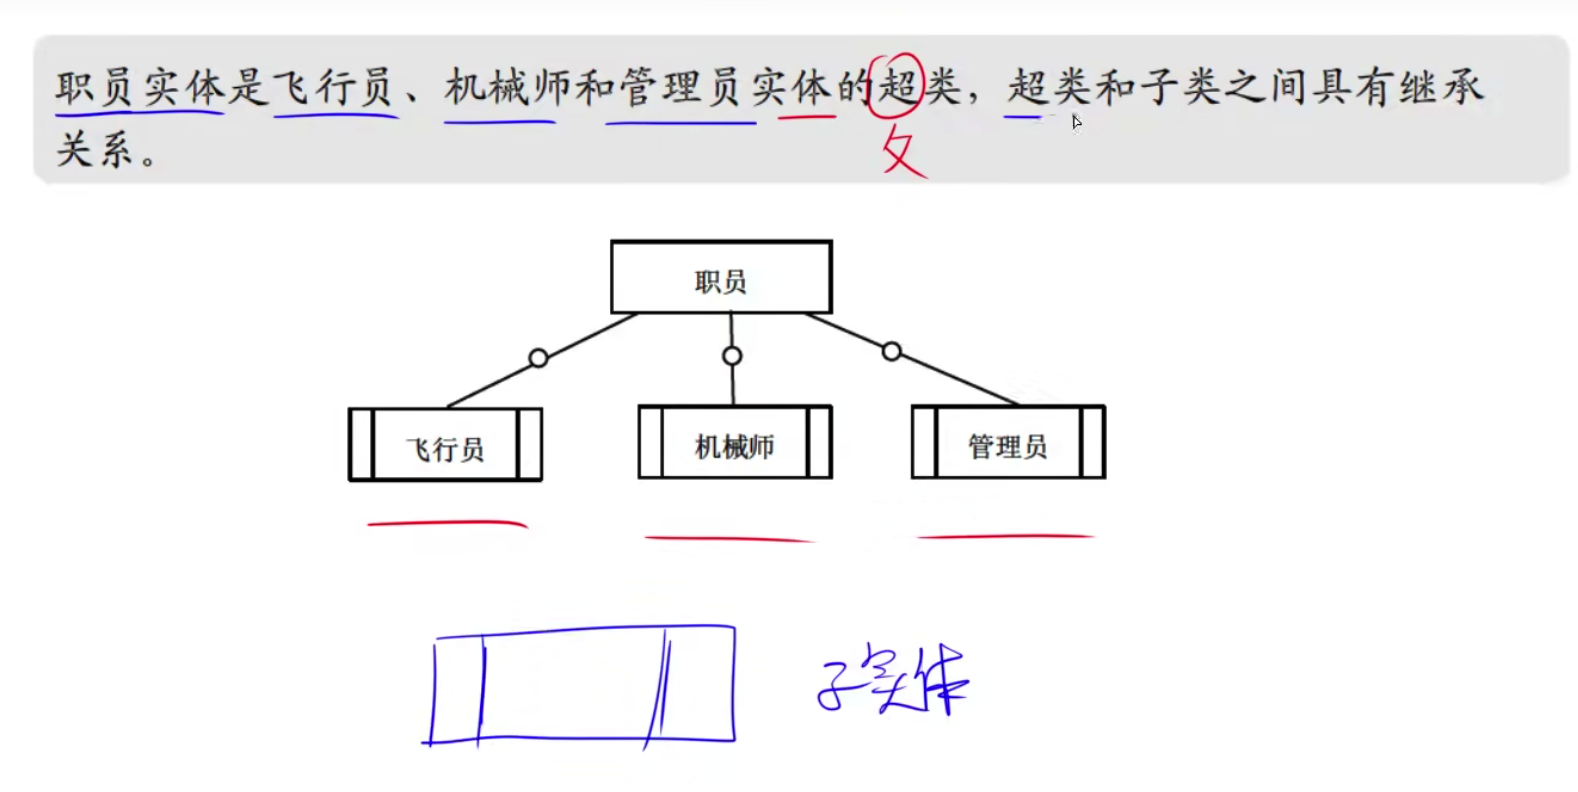 职员实体是飞行员、机械师和管理员实体的超类，超类和子类之间具有继承
关系。
父
职员
飞行员
机械师
管理员
子实体